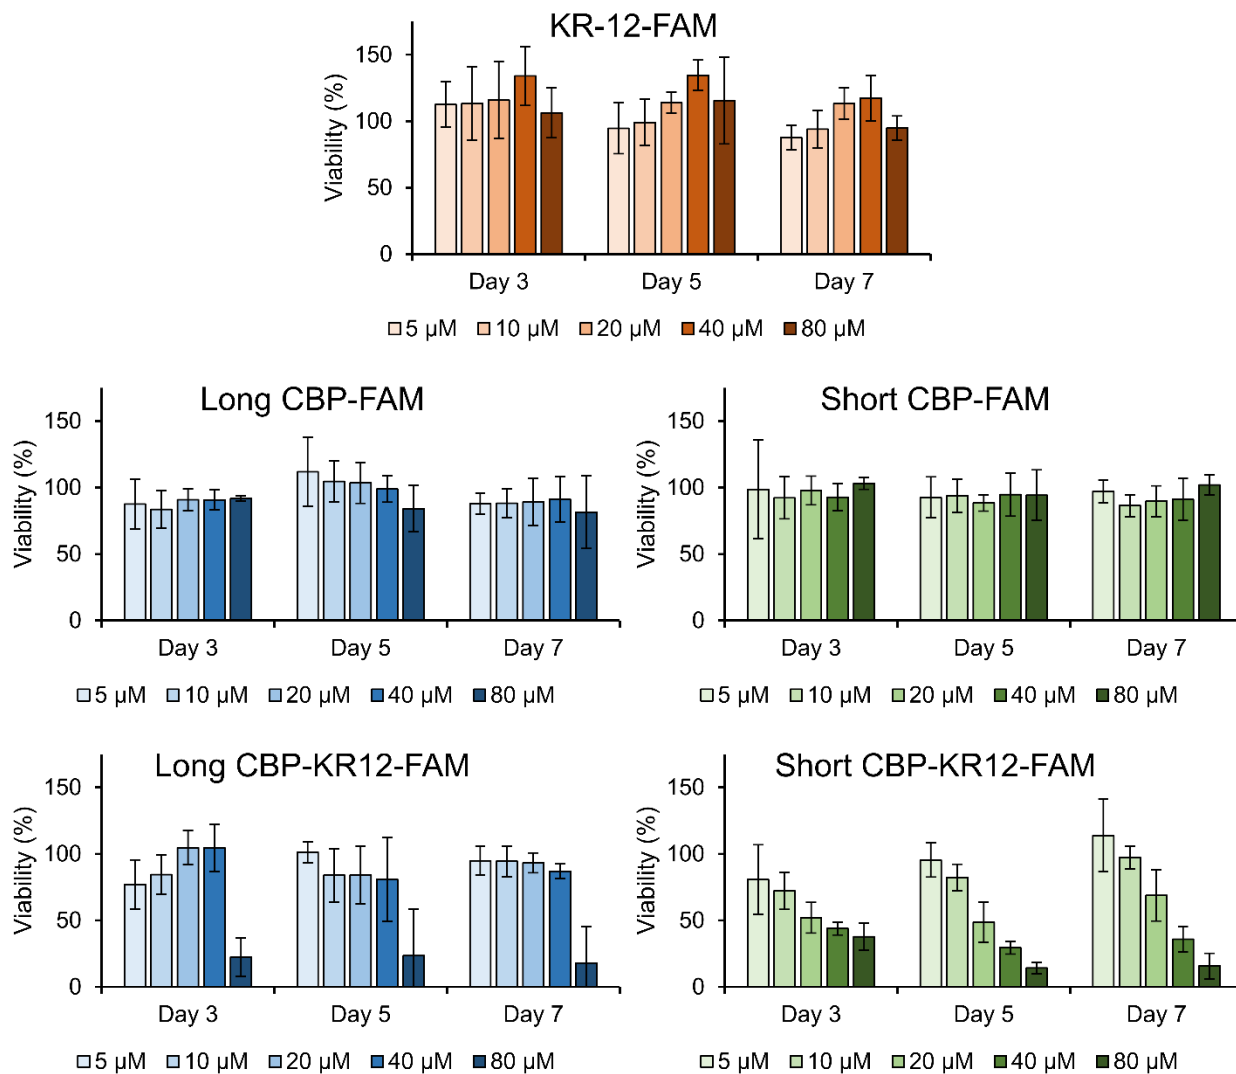 KR-12-FAM
Viability (%)
150
100
50
0
Day 3 Day 5 Day 7
5 µM 10 µM 20 µM 40 µM 80 µM
Long CBP-FAM
Viability (%)
150
100
50
0
Day 3 Day 5 Day 7
5 µM 10 µM 20 µM 40 µM 80 µM
Short CBP-FAM
Viability (%)
150
100
50
0
Day 3 Day 5 Day 7
5 µM 10 µM 20 µM 40 µM 80 µM
Long CBP-KR12-FAM
Viability (%)
150
100
50
0
Day 3 Day 5 Day 7
5 µM 10 µM 20 µM 40 µM 80 µM
Short CBP-KR12-FAM
Viability (%)
150
100
50
0
Day 3 Day 5 Day 7
5 µM 10 µM 20 µM 40 µM 80 µM